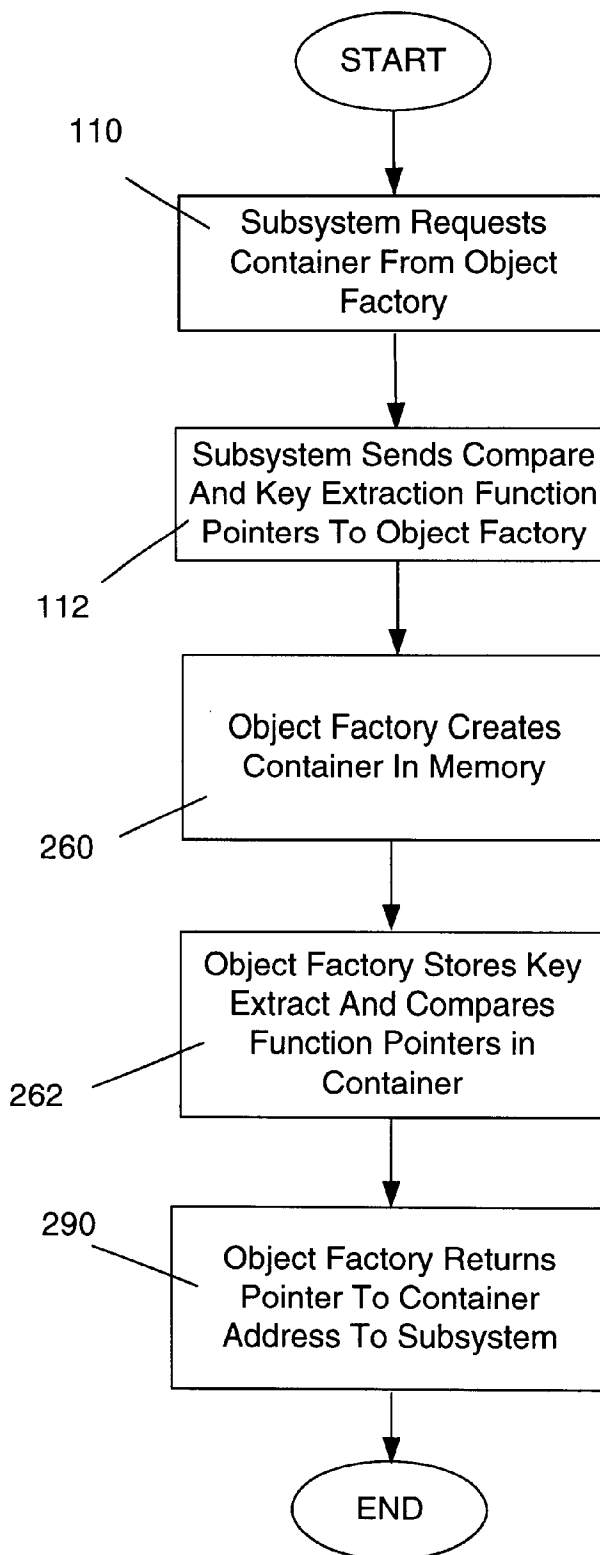 START
110
Subsystem Requests
Container From Object
Factory
Subsystem Sends Compare
And Key Extraction Function
Pointers To Object Factory
112
Object Factory Creates
Container In Memory
260
Object Factory Stores Key
Extract And Compares
Function Pointers in
Container
262
290
Object Factory Returns
Pointer To Container
Address To Subsystem
END